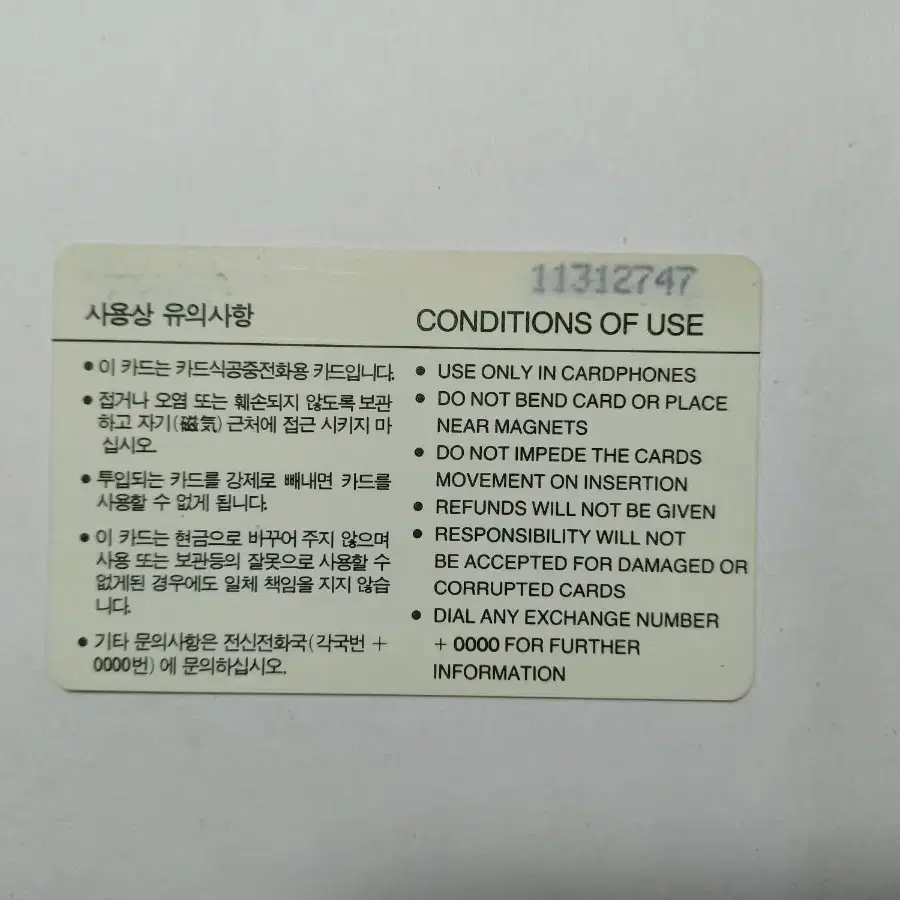 11312747
사용상 유의사항
● 이 카드는 카드식공중전화용 카드입니다.
● 접거나 오염 또는 훼손되지 않도록 보관
하고 자기(磁気) 근처에 접근 시키지 마
십시오.
● 투입되는 카드를 강제로 빼내면 카드를
사용할 수 없게 됩니다.
● 이 카드는 현금으로 바꾸어 주지 않으며
사용 또는 보관등의 잘못으로 사용할 수
없게된 경우에도 일체 책임을 지지 않습
니다.
● 기타 문의사항은 전신전화국(각국번 +
0000번)에 문의하십시오.
CONDITIONS OF USE
● USE ONLY IN CARDPHONES
● DO NOT BEND CARD OR PLACE
NEAR MAGNETS
● DO NOT IMPEDE THE CARDS
MOVEMENT ON INSERTION
● REFUNDS WILL NOT BE GIVEN
● RESPONSIBILITY WILL NOT
BE ACCEPTED FOR DAMAGED OR
CORRUPTED CARDS
● DIAL ANY EXCHANGE NUMBER
+ 0000 FOR FURTHER
INFORMATION